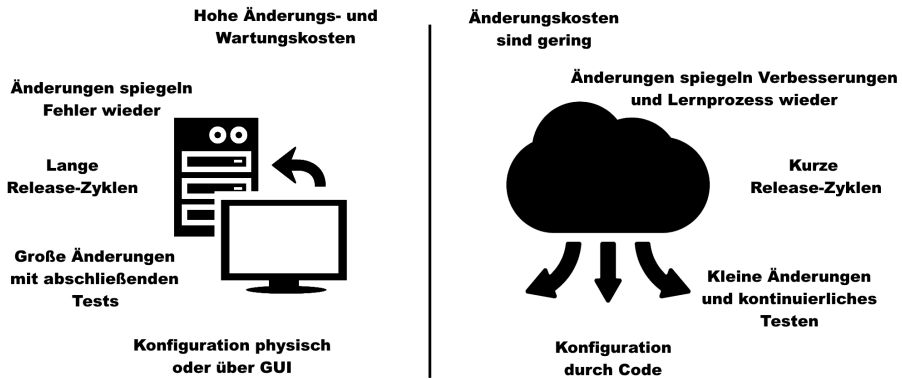 Hohe Änderungs- und
Wartungskosten
Änderungen spiegeln
Fehler wieder
Lange
Release-Zyklen
Große Änderungen
mit abschließenden
Tests
Konfiguration physisch
oder über GUI
Änderungskosten
sind gering
Änderungen spiegeln Verbesserungen
und Lernprozess wieder
Kurze
Release-Zyklen
Kleine Änderungen
und kontinuierliches
Testen
Konfiguration
durch Code